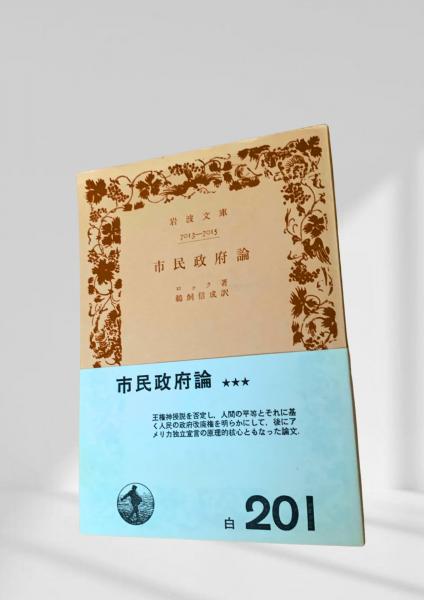 岩波文庫
7013—7015
市民政府論
ロック著
鵜飼信成訳
市民政府論 ★★★
王権神授説を否定し，人間の平等とそれに基
く人民の政府改廃権を明らかにして，後にア
メリカ独立宣言の原理的核心ともなった論文．
白 201